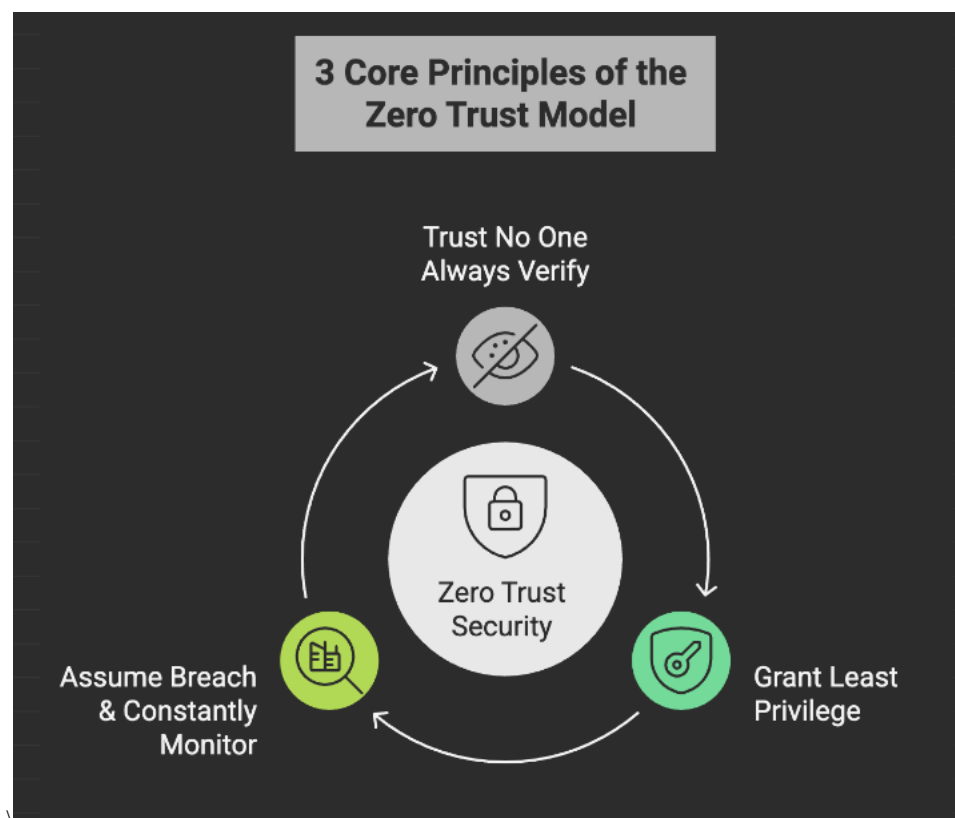 3 Core Principles of the
Zero Trust Model
Trust No One
Always Verify
Zero Trust
Security
Grant Least
Privilege
Assume Breach
& Constantly
Monitor
\